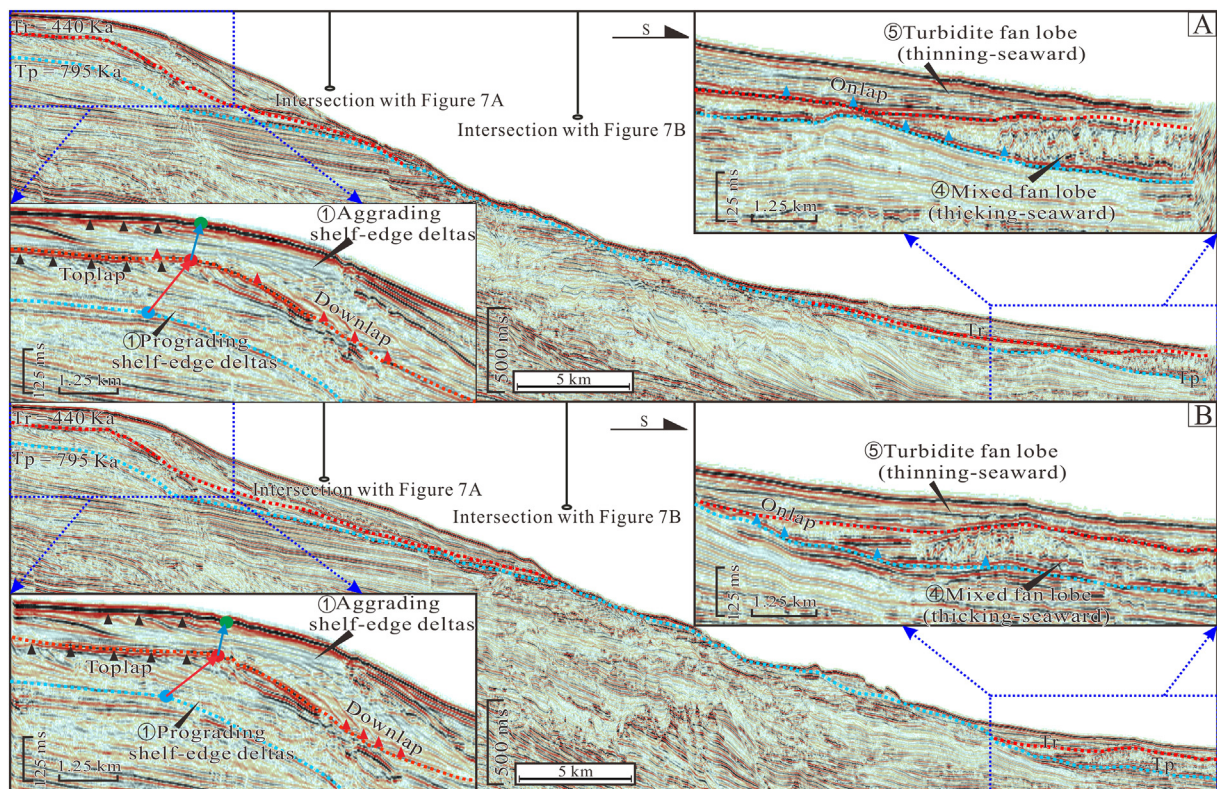 Tr = 440 Ka
Tp = 795 Ka
S
A
Intersection with Figure 7A
Intersection with Figure 7B
⑤Turbidite fan lobe
(thinning-seaward)
Onlap
④Mixed fan lobe
(thicking-seaward)
125 ms
1.25 km
①Aggrading
shelf-edge deltas
Toplap
Downlap
①Prograding
shelf-edge deltas
125 ms
1.25 km
500 ms
5 km
Tr
Tp
Tr = 440 Ka
Tp = 795 Ka
S
B
Intersection with Figure 7A
Intersection with Figure 7B
⑤Turbidite fan lobe
(thinning-seaward)
Onlap
④Mixed fan lobe
(thicking-seaward)
125 ms
1.25 km
①Aggrading
shelf-edge deltas
Toplap
Downlap
①Prograding
shelf-edge deltas
125 ms
1.25 km
500 ms
5 km
Tr
Tp